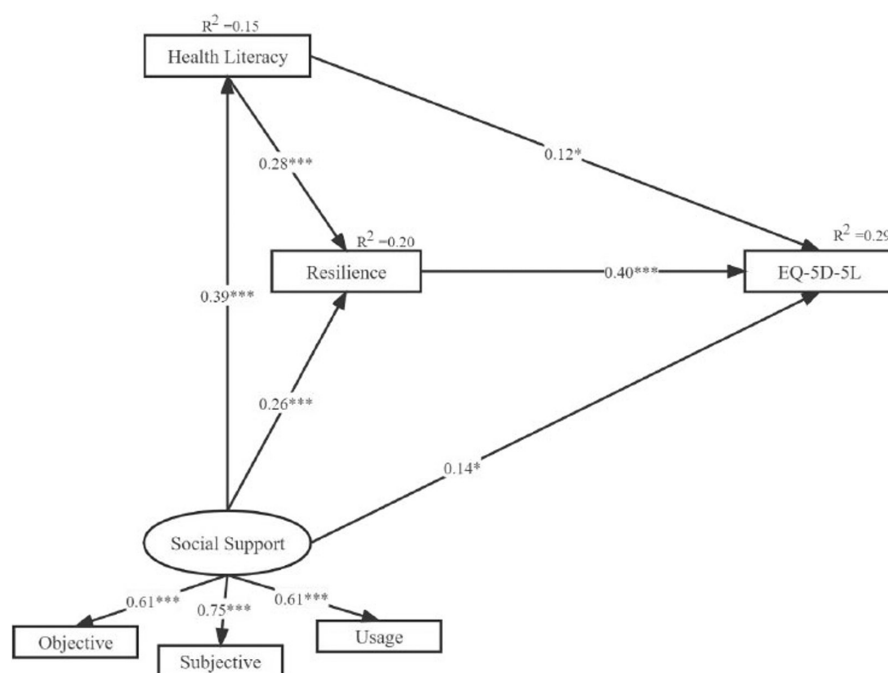 R² =0.15
Health Literacy
0.12*
0.28***
R² =0.20
R² =0.29
Resilience
0.40***
EQ-5D-5L
0.39***
0.26***
0.14*
Social Support
0.61***
0.75***
0.61***
Objective
Subjective
Usage